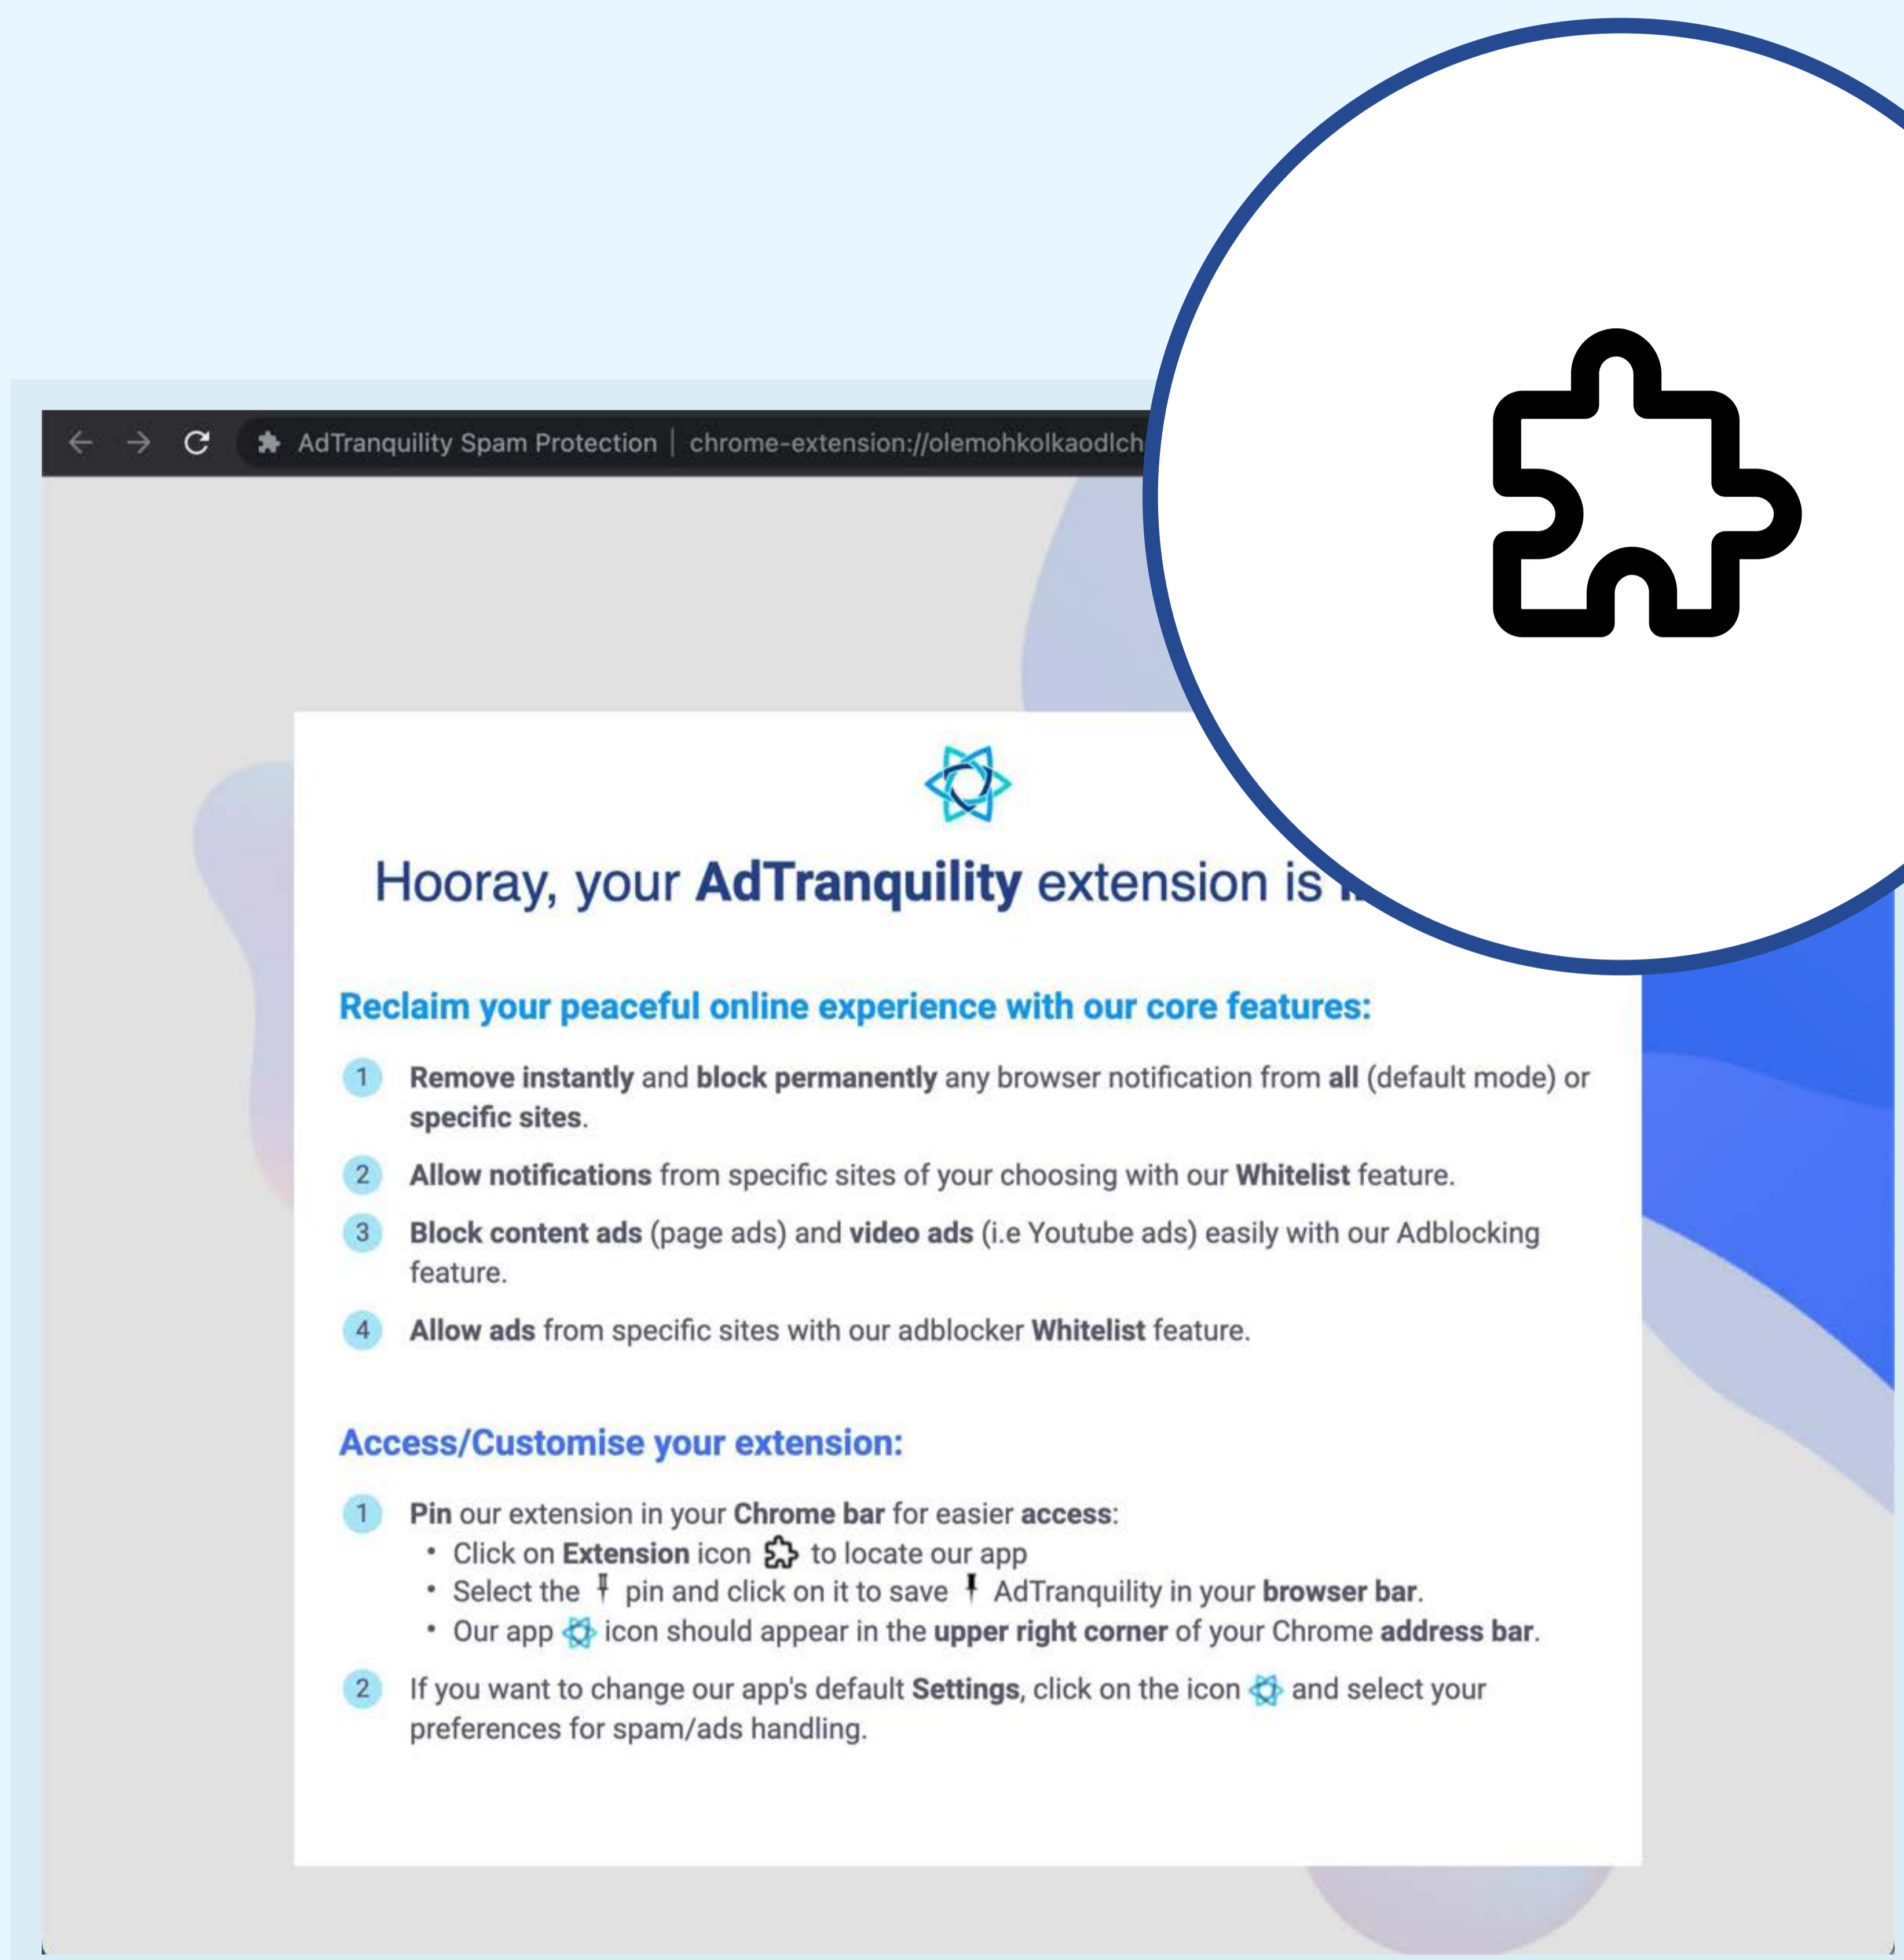 AdTranquility Spam Protection | chrome-extension://olemohkolkaodlch
Hooray, your AdTranquility extension is
Reclaim your peaceful online experience with our core features:
1 Remove instantly and block permanently any browser notification from all (default mode) or
specific sites.
2 Allow notifications from specific sites of your choosing with our Whitelist feature.
3 Block content ads (page ads) and video ads (i.e Youtube ads) easily with our Adblocking
feature.
4 Allow ads from specific sites with our adblocker Whitelist feature.
Access/Customise your extension:
1 Pin our extension in your Chrome bar for easier access:
• Click on Extension icon to locate our app
• Select the pin and click on it to save AdTranquility in your browser bar.
• Our app icon should appear in the upper right corner of your Chrome address bar.
2 If you want to change our app's default Settings, click on the icon and select your
preferences for spam/ads handling.